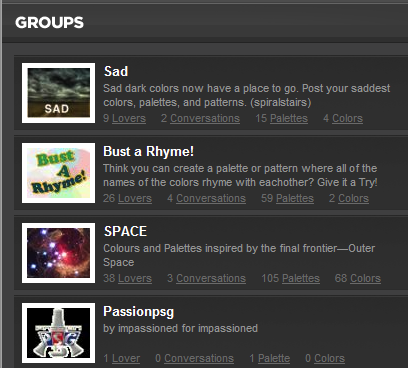 GROUPS
SAD
Sad
Sad dark colors now have a place to go. Post your saddest
colors, palettes, and patterns. (spiralstairs)
9 Lovers 2 Conversations 15 Palettes 4 Colors
Bust
A
Rhyme!
Bust a Rhyme!
Think you can create a palette or pattern where all of the
names of the colors rhyme with eachother? Give it a Try!
26 Lovers 4 Conversations 59 Palettes 2 Colors
SPACE
Colours and Palettes inspired by the final frontier—Outer
Space
38 Lovers 3 Conversations 105 Palettes 68 Colors
PSG
Passionpsg
by impassioned for impassioned
1 Lover 0 Conversations 1 Palette 0 Colors